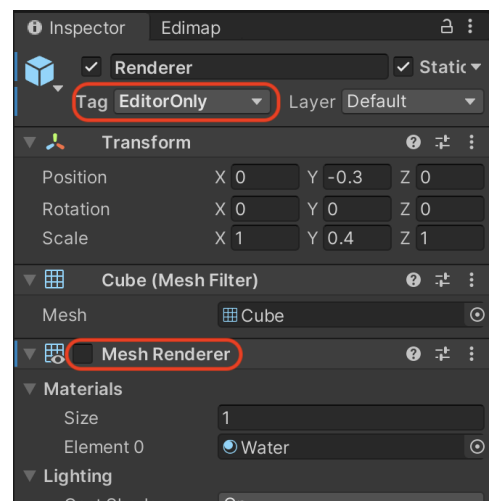 Inspector Edimap
Renderer Static
Tag EditorOnly Layer Default
Transform
Position X 0 Y -0.3 Z 0
Rotation X 0 Y 0 Z 0
Scale X 1 Y 0.4 Z 1
Cube (Mesh Filter)
Mesh Cube
Mesh Renderer
Materials
Size 1
Element 0 Water
Lighting